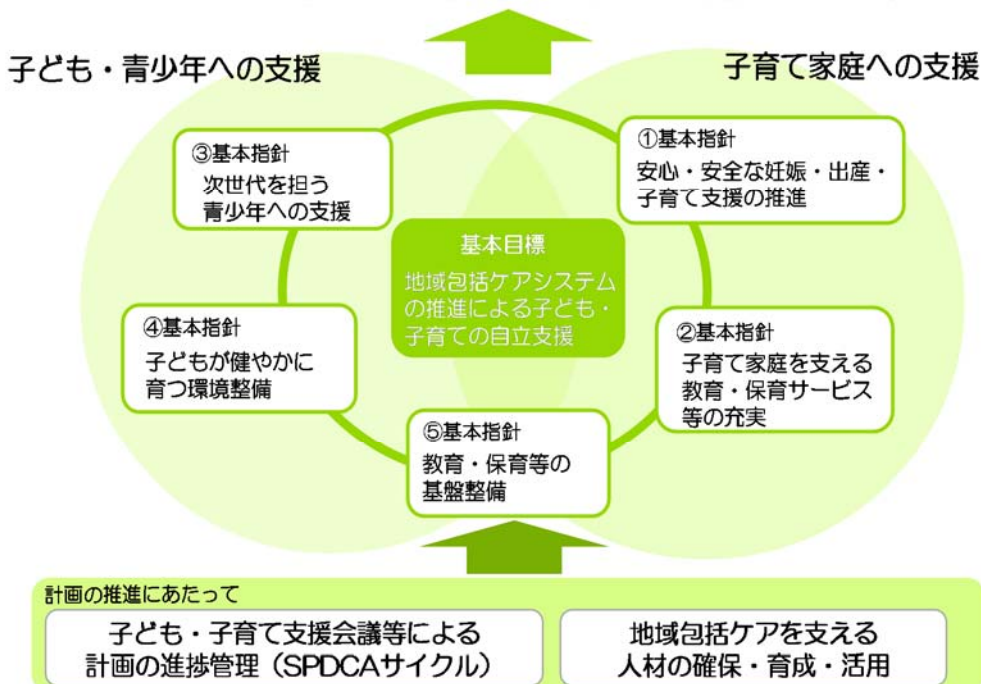 子ども・青少年への支援
子育て家庭への支援
③基本指針
次世代を担う
青少年への支援
①基本指針
安心・安全な妊娠・出産・
子育て支援の推進
基本目標
地域包括ケアシステム
の推進による子ども・
子育ての自立支援
④基本指針
子どもが健やかに
育つ環境整備
②基本指針
子育て家庭を支える
教育・保育サービス
等の充実
⑤基本指針
教育・保育等の
基盤整備
計画の推進にあたって
子ども・子育て支援会議等による
計画の進捗管理（SPDCAサイクル）
地域包括ケアを支える
人材の確保・育成・活用